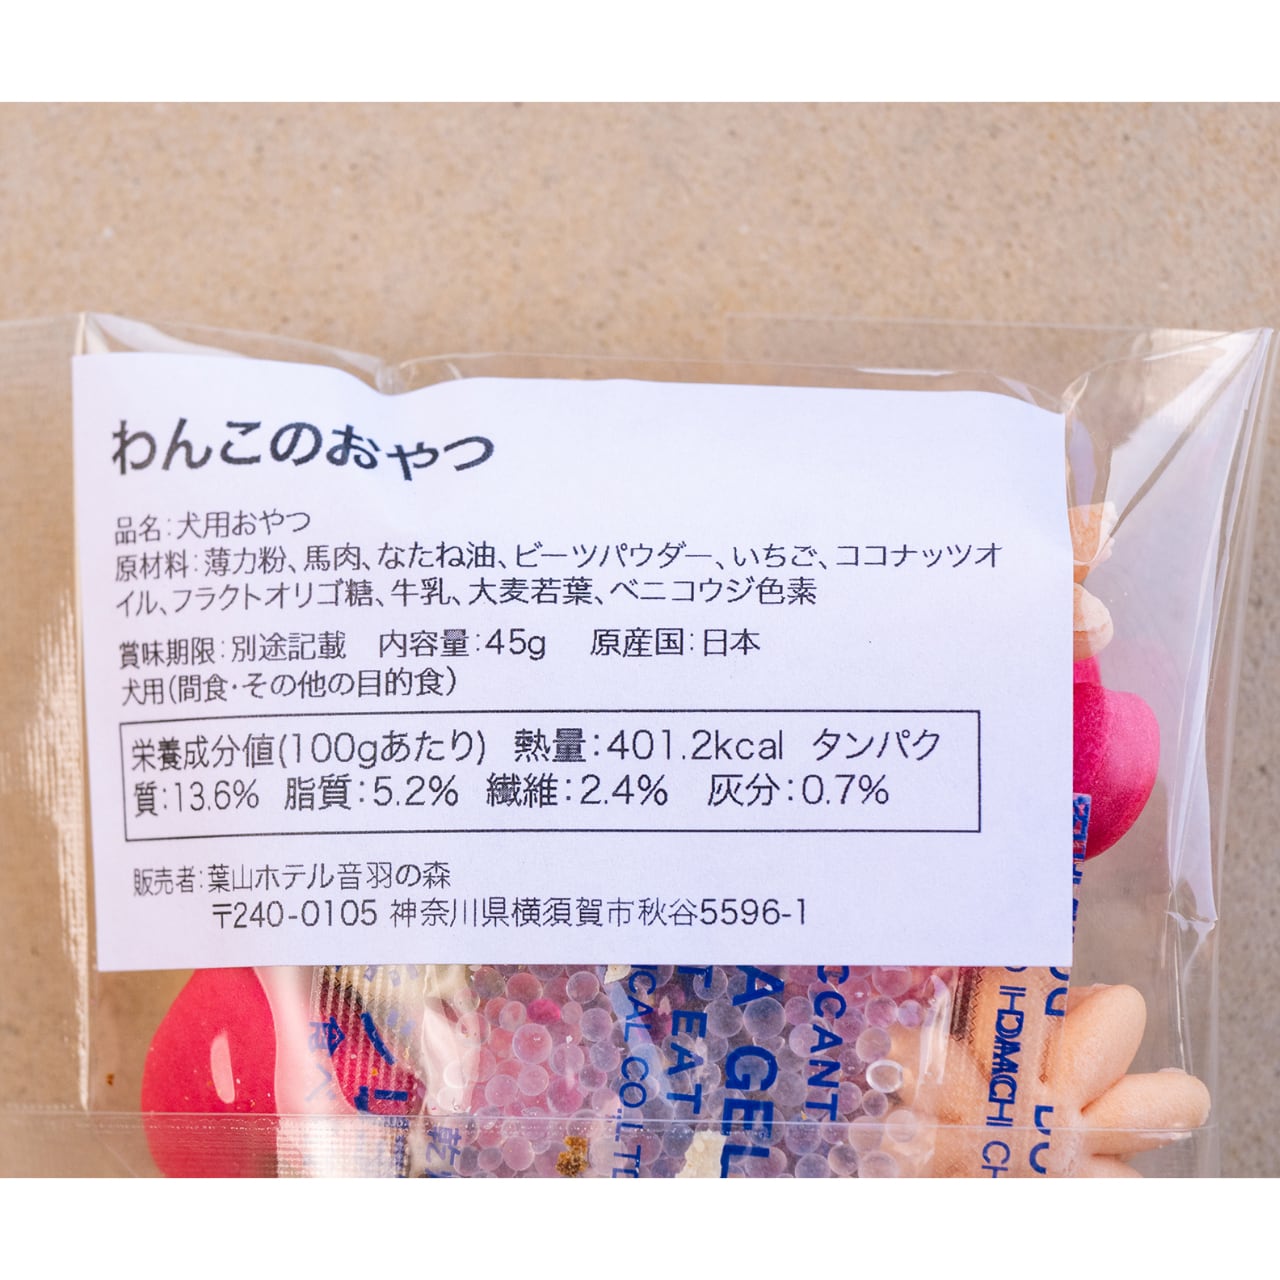 わんこのおやつ
品名:犬用おやつ
原材料:薄力粉、馬肉、なたね油、ビーツパウダー、いちご、ココナッツオ
イル、フラクトオリゴ糖、牛乳、大麦若葉、ベニコウジ色素
賞味期限:別途記載 内容量:45g 原産国:日本
犬用(間食・その他の目的食)
栄養成分値(100gあたり) 熱量:401.2kcal タンパク
質:13.6% 脂質:5.2% 繊維:2.4% 灰分:0.7%
販売者:葉山ホテル音羽の森
〒240-0105 神奈川県横須賀市秋谷5596-1
CCANT
A GEL
T EAT
ICAL CO.,LTD